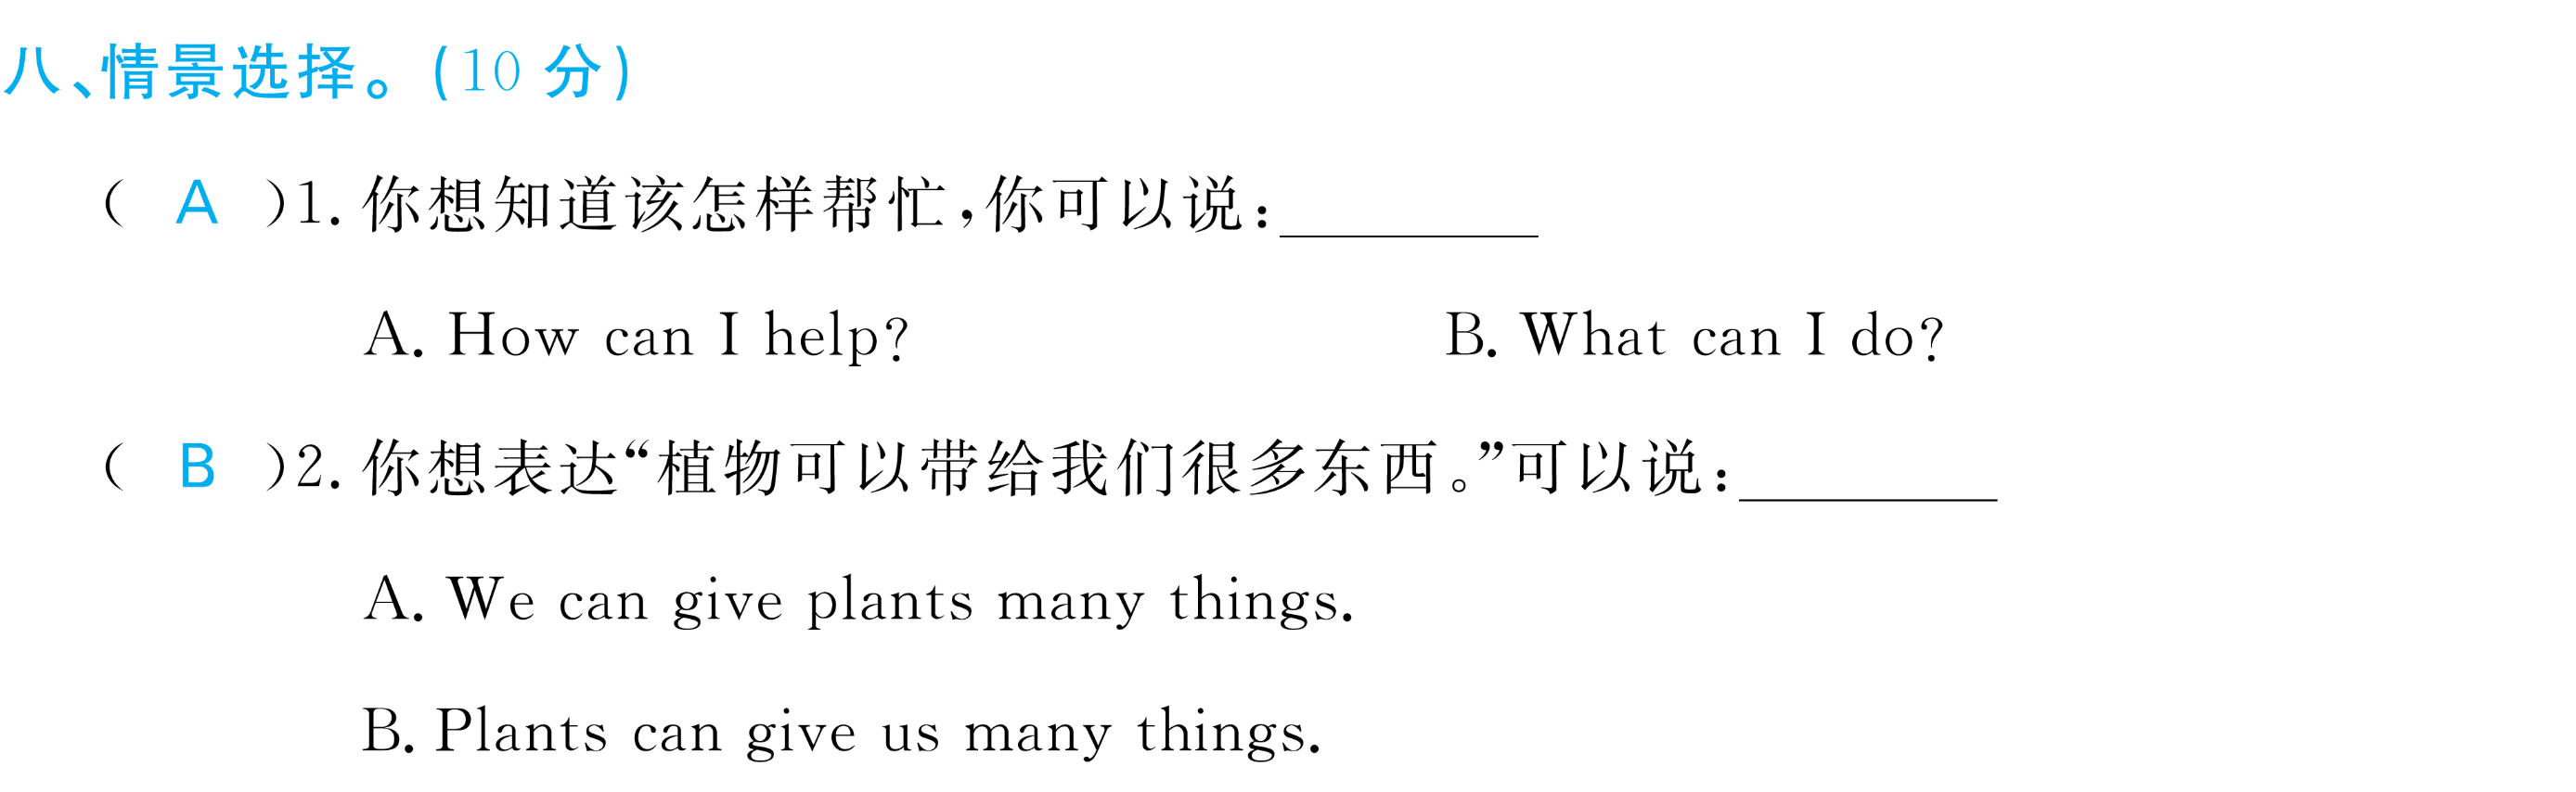 八、情景选择。(10 分)
( A )1. 你想知道该怎样帮忙,你可以说:________
A. How can I help? B. What can I do?
( B )2. 你想表达“植物可以带给我们很多东西。”可以说:________
A. We can give plants many things.
B. Plants can give us many things.